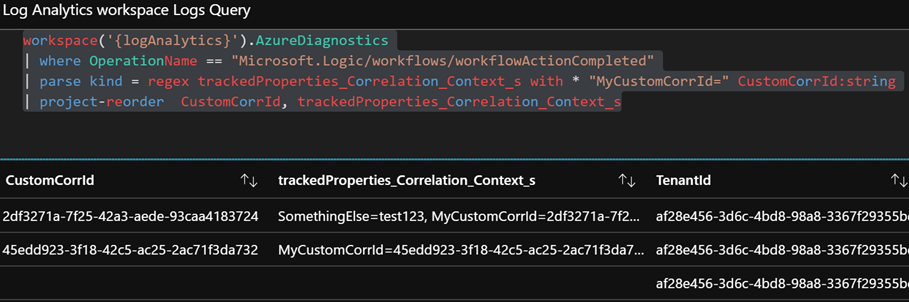 Log Analytics workspace Logs Query
workspace('{logAnalytics}').AzureDiagnostics
| where OperationName == "Microsoft.Logic/workflows/workflowActionCompleted"
| parse kind = regex trackedProperties_Correlation_Context_s with * "MyCustomCorrId=" CustomCorrId:string
| project-reorder  CustomCorrId, trackedProperties_Correlation_Context_s
CustomCorrId trackedProperties_Correlation_Context_s TenantId
2df3271a-7f25-42a3-aede-93caa4183724 SomethingElse=test123, MyCustomCorrId=2df3271a-7f2... af28e456-3d6c-4bd8-98a8-3367f29355b
45edd923-3f18-42c5-ac25-2ac71f3da732 MyCustomCorrId=45edd923-3f18-42c5-ac25-2ac71f3da7... af28e456-3d6c-4bd8-98a8-3367f29355b
af28e456-3d6c-4bd8-98a8-3367f29355b